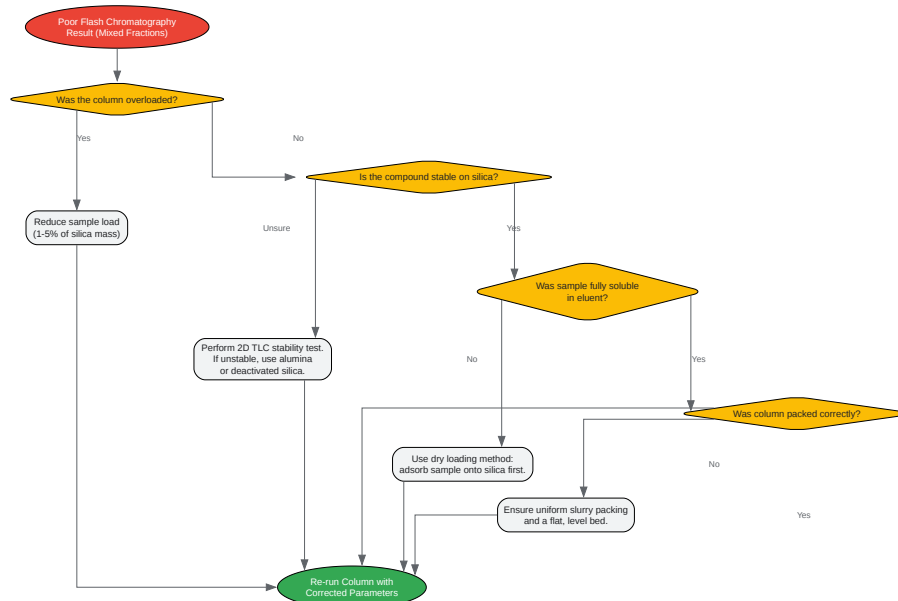 Poor Flash Chromatography
Result (Mixed Fractions)
Was the column overloaded?
Yes
No
Is the compound stable on silica?
Reduce sample load
(1-5% of silica mass)
Unsure
Yes
Was sample fully soluble
in eluent?
Perform 2D TLC stability test.
If unstable, use alumina
or deactivated silica.
No
Yes
Was column packed correctly?
Use dry loading method:
adsorb sample onto silica first.
No
Ensure uniform slurry packing
and a flat, level bed.
Yes
Re-run Column with
Corrected Parameters